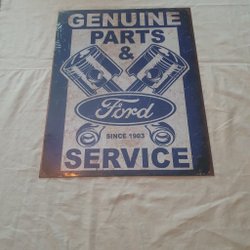 GENUINE
PARTS
&
Ford
SINCE 1903
SERVICE